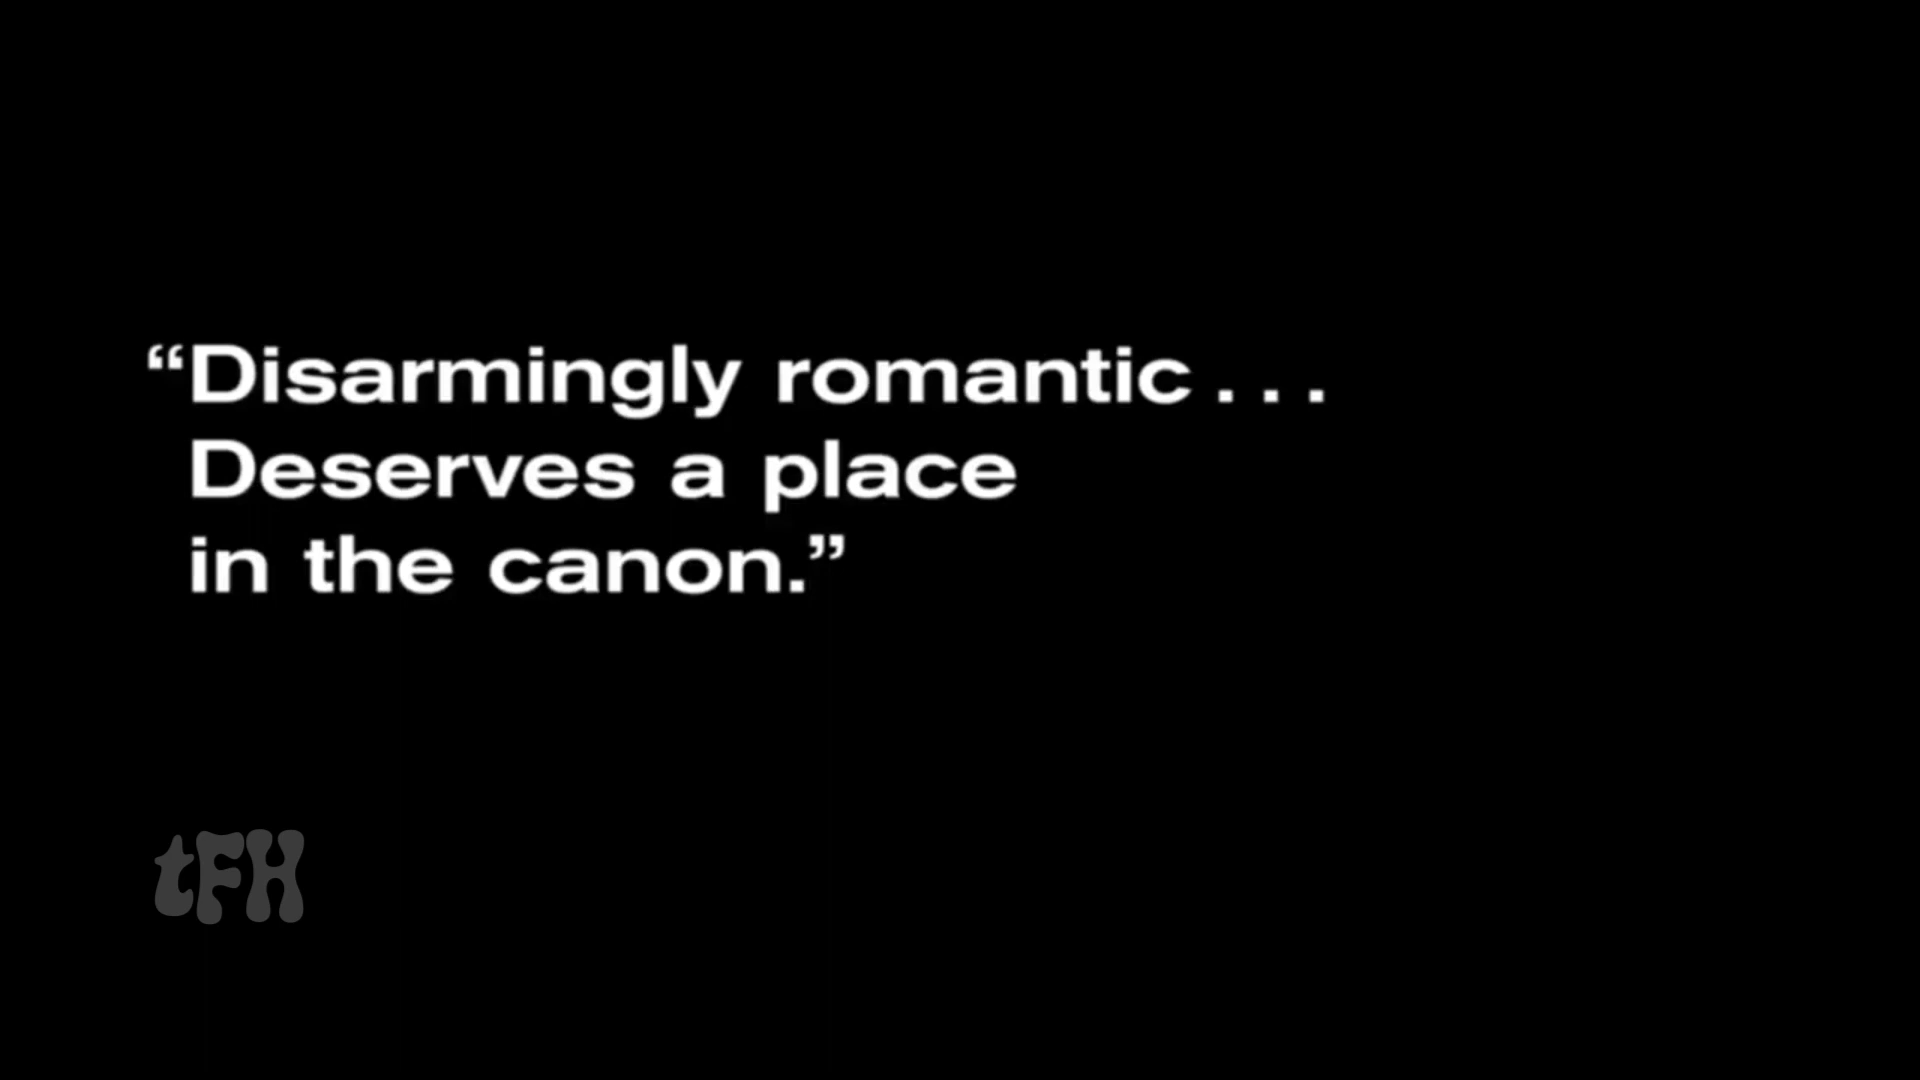 “Disarmingly romantic . . .
Deserves a place
in the canon.”
tFH